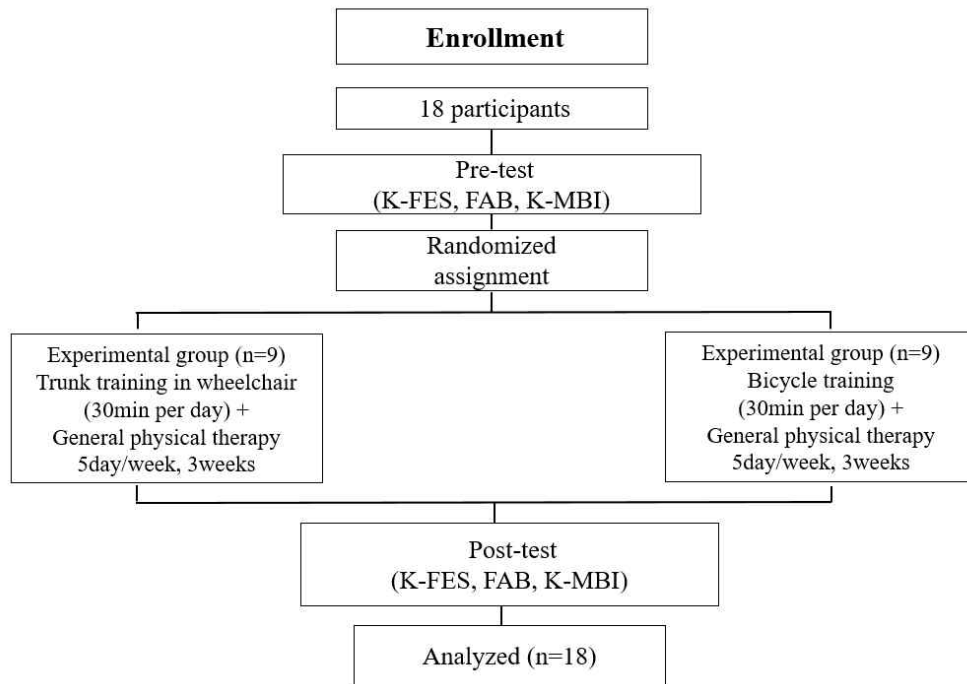 Enrollment
18 participants
Pre-test
(K-FES, FAB, K-MBI)
Randomized
assignment
Experimental group (n=9)
Trunk training in wheelchair
(30min per day) +
General physical therapy
5day/week, 3weeks
Experimental group (n=9)
Bicycle training
(30min per day) +
General physical therapy
5day/week, 3weeks
Post-test
(K-FES, FAB, K-MBI)
Analyzed (n=18)